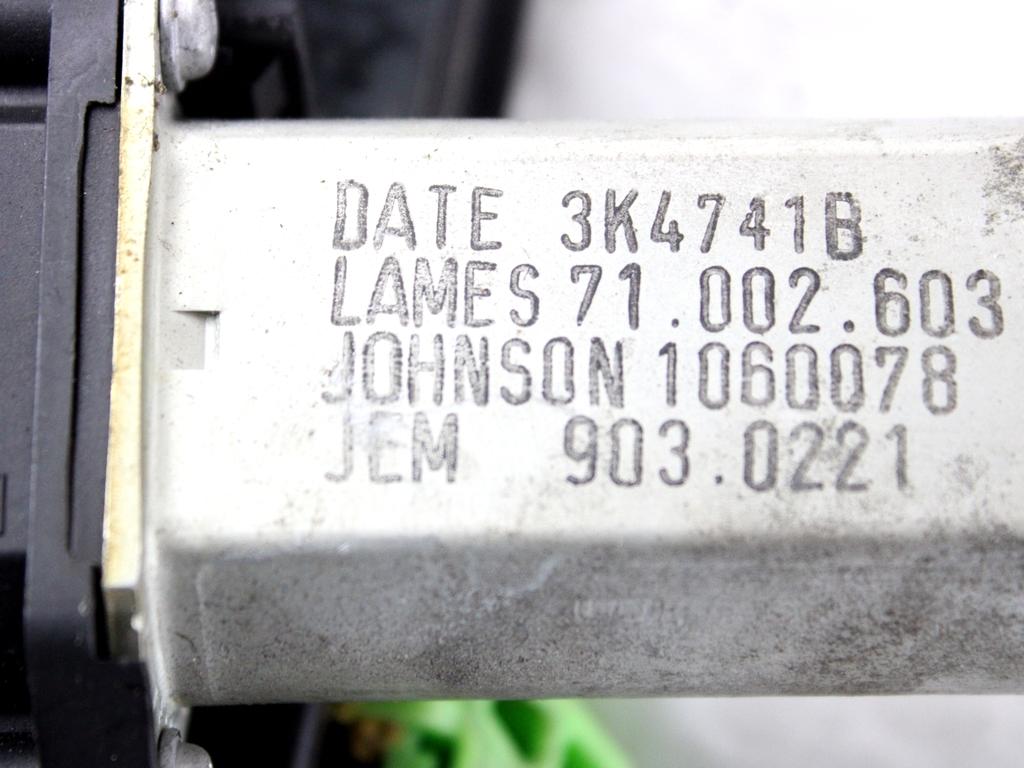 DATE 3K4741B
LAMES 71.002.603
JOHNSON 1060078
JEM 903.0221